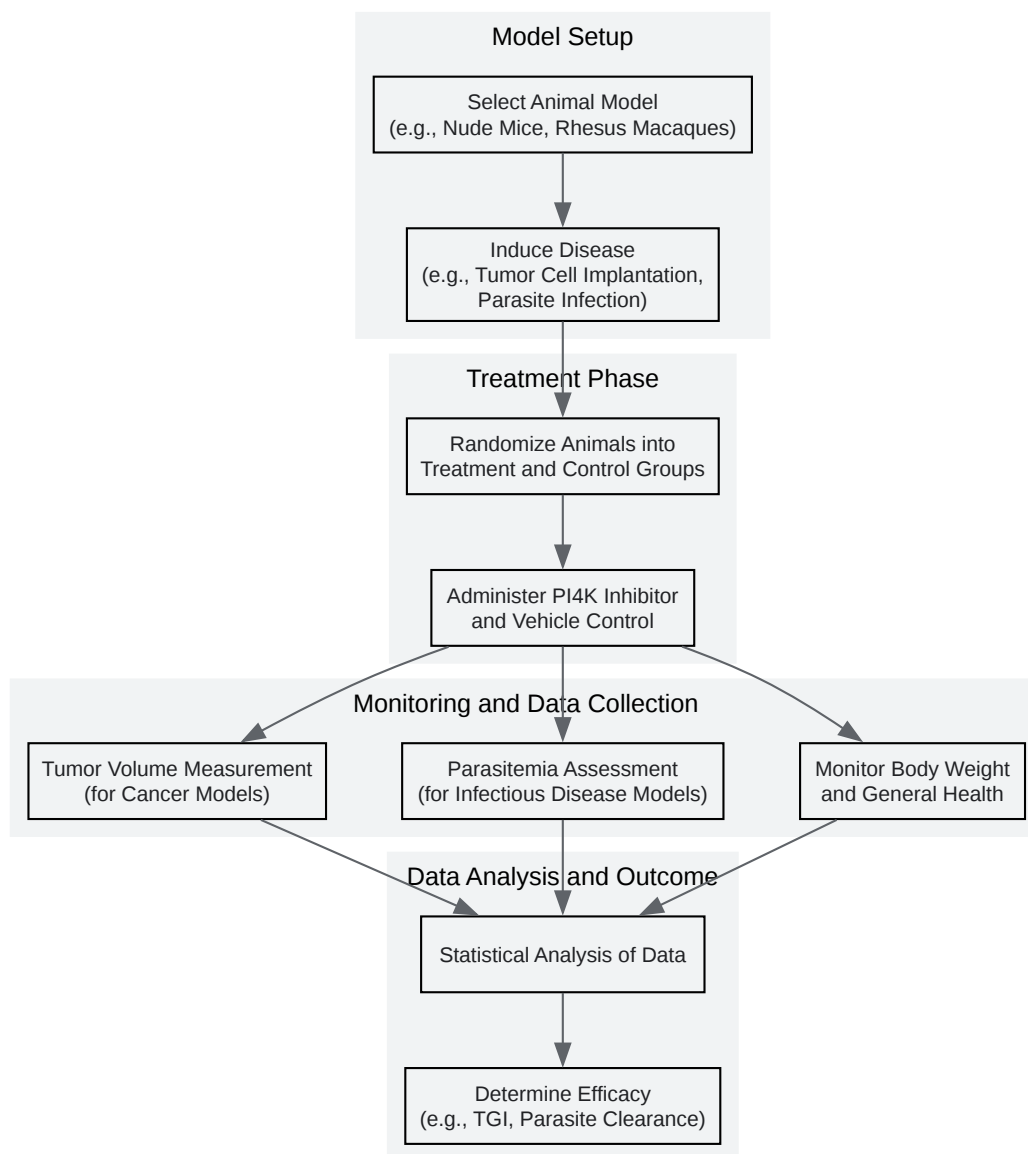 Model Setup
Select Animal Model
(e.g., Nude Mice, Rhesus Macaques)
Induce Disease
(e.g., Tumor Cell Implantation,
Parasite Infection)
Treatment Phase
Randomize Animals into
Treatment and Control Groups
Administer PI4K Inhibitor
and Vehicle Control
Monitoring and Data Collection
Tumor Volume Measurement
(for Cancer Models)
Parasitemia Assessment
(for Infectious Disease Models)
Monitor Body Weight
and General Health
Data Analysis and Outcome
Statistical Analysis of Data
Determine Efficacy
(e.g., TGI, Parasite Clearance)